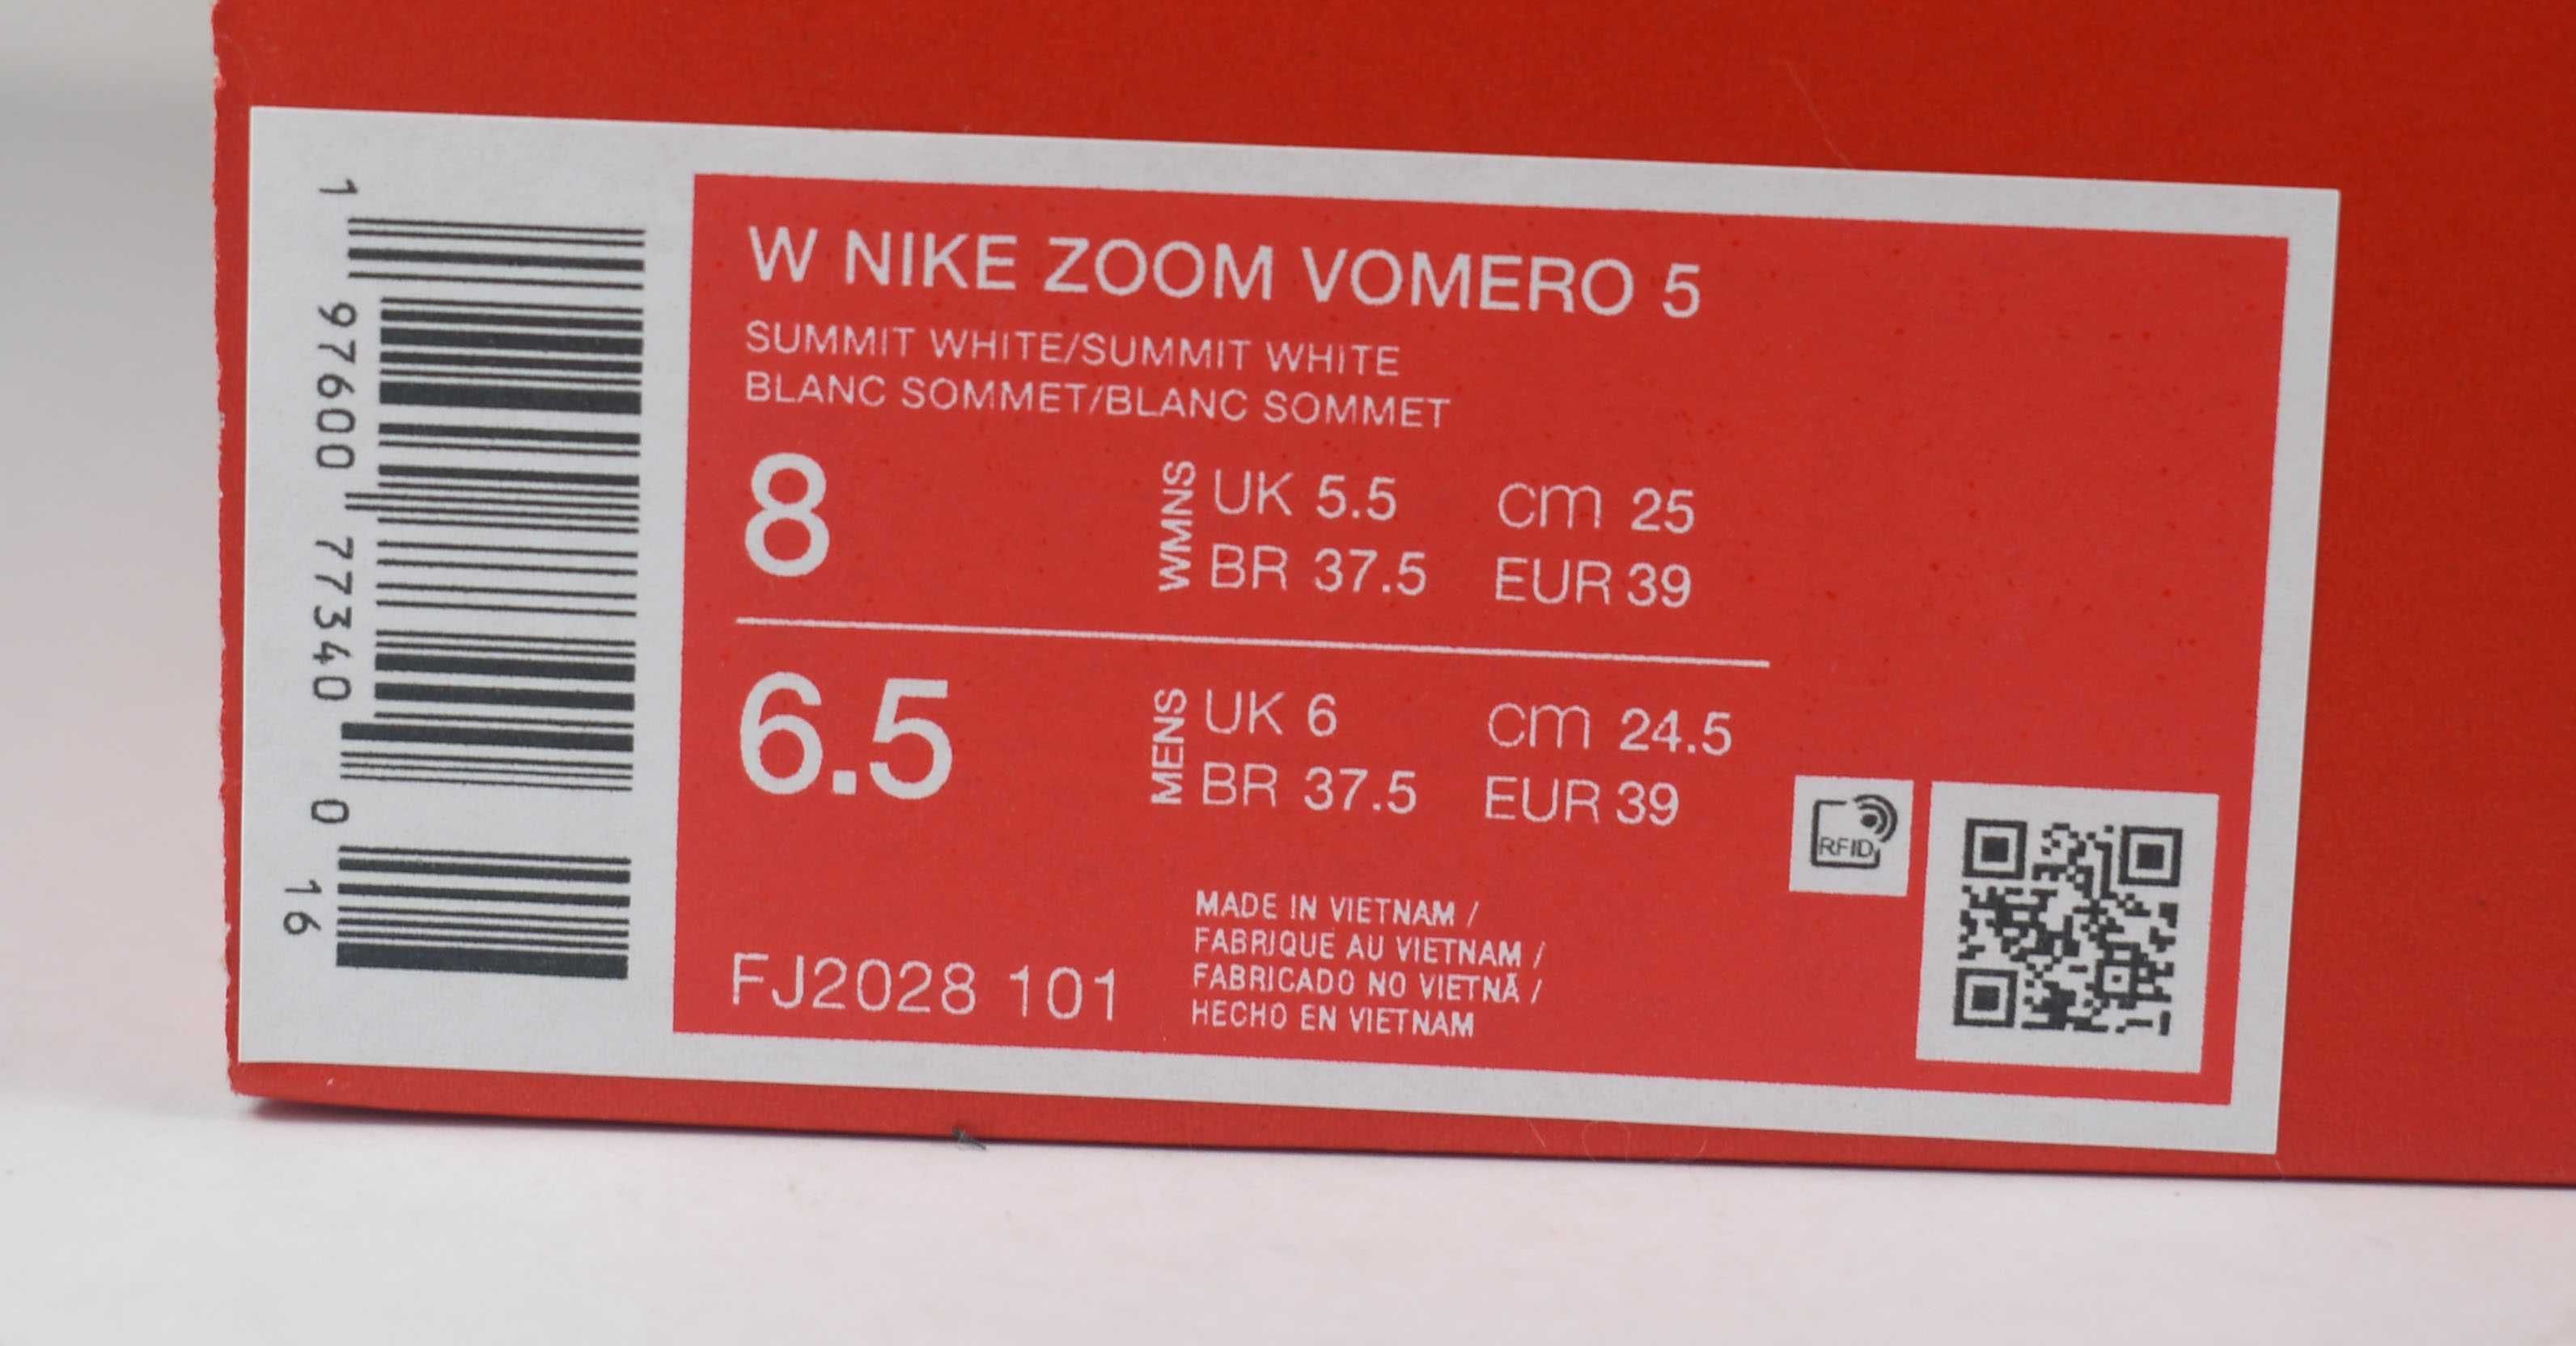 1 97600 77340 0
16
W NIKE ZOOM VOMERO 5
SUMMIT WHITE/SUMMIT WHITE
BLANC SOMMET/BLANC SOMMET
8
WMNS
UK 5.5 cm 25
BR 37.5 EUR 39
6.5
MENS
UK 6 cm 24.5
BR 37.5 EUR 39
RFID
FJ2028 101
MADE IN VIETNAM /
FABRIQUE AU VIETNAM /
FABRICADO NO VIETNÃ /
HECHO EN VIETNAM